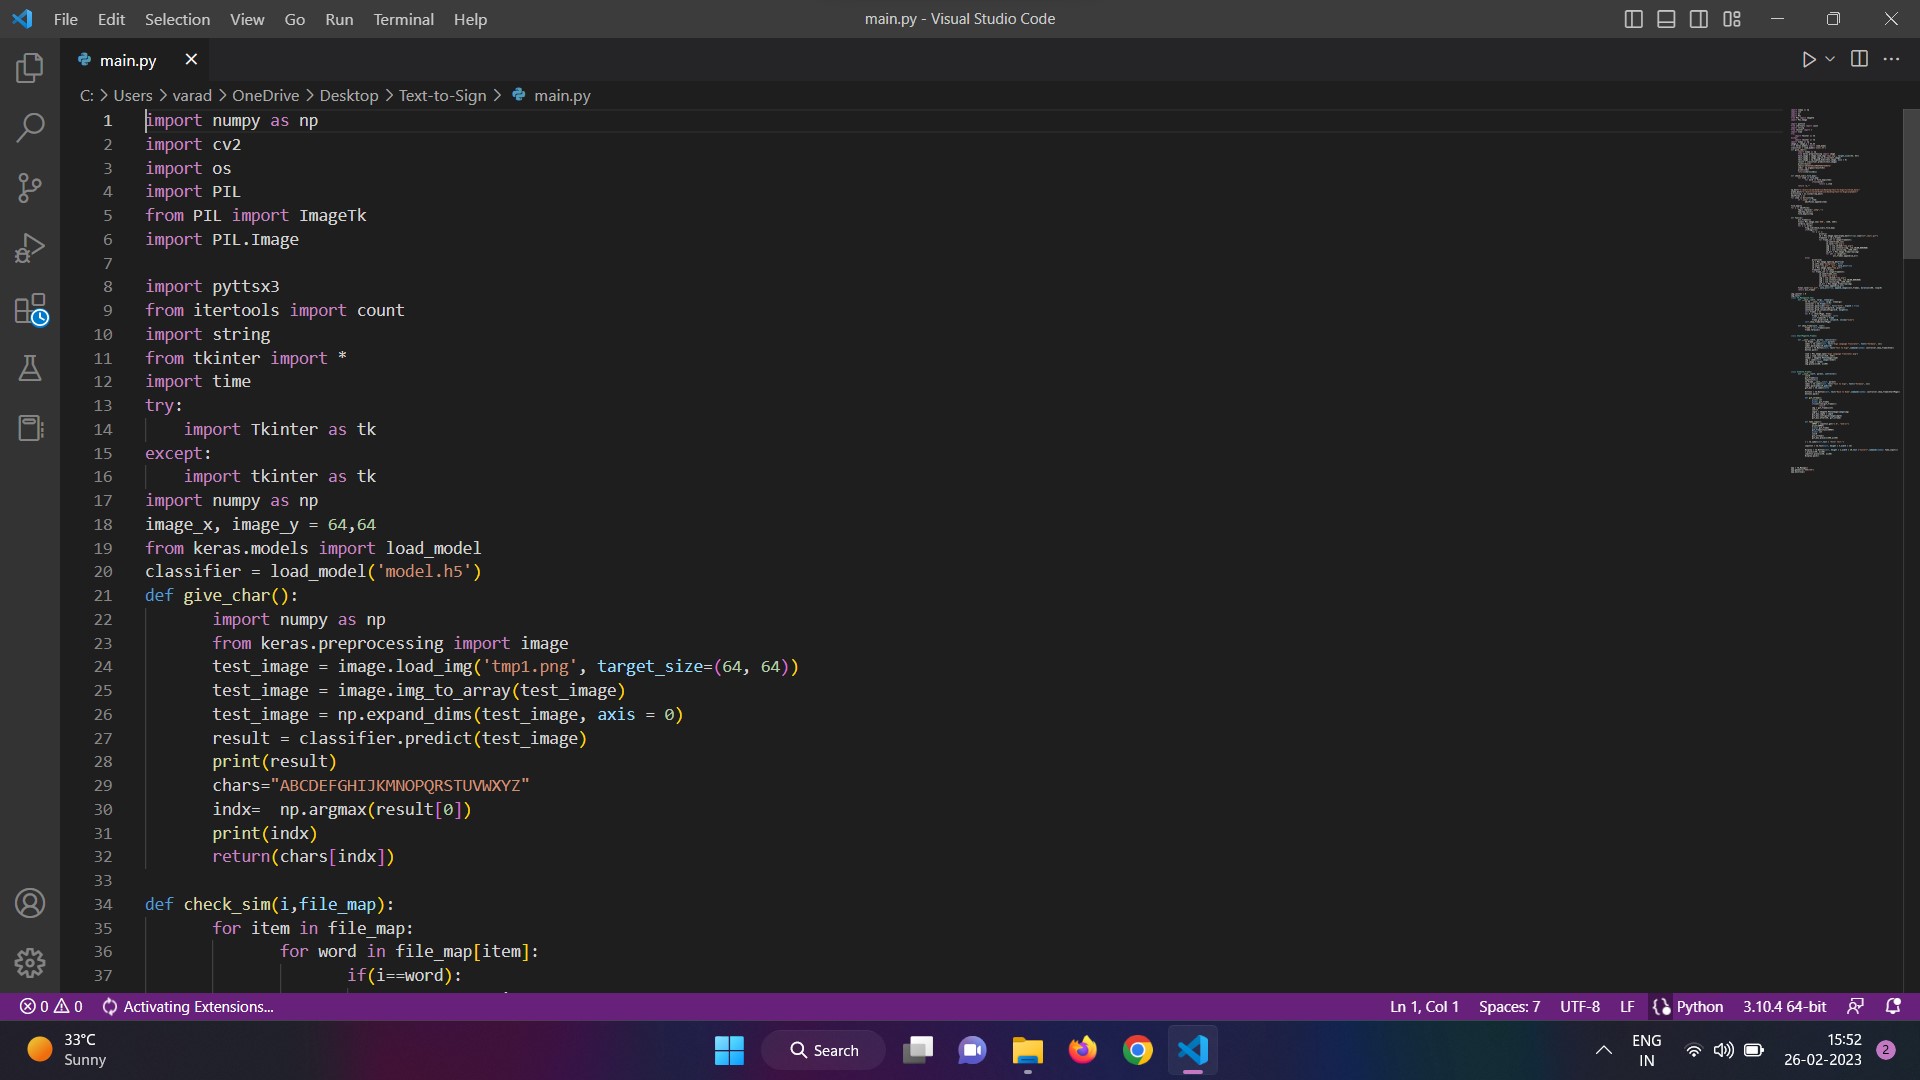 File Edit Selection View Go Run Terminal Help
main.py - Visual Studio Code
main.py
C: > Users > varad > OneDrive > Desktop > Text-to-Sign > main.py
1 import numpy as np
2 import cv2
3 import os
4 import PIL
5 from PIL import ImageTk
6 import PIL.Image
7
8 import pyttsx3
9 from itertools import count
10 import string
11 from tkinter import *
12 import time
13 try:
14     import Tkinter as tk
15 except:
16     import tkinter as tk
17 import numpy as np
18 image_x, image_y = 64,64
19 from keras.models import load_model
20 classifier = load_model('model.h5')
21 def give_char():
22        import numpy as np
23        from keras.preprocessing import image
24        test_image = image.load_img('tmp1.png', target_size=(64, 64))
25        test_image = image.img_to_array(test_image)
26        test_image = np.expand_dims(test_image, axis = 0)
27        result = classifier.predict(test_image)
28        print(result)
29        chars="ABCDEFGHIJKMNOPQRSTUVWXYZ"
30        indx=  np.argmax(result[0])
31        print(indx)
32        return(chars[indx])
33
34 def check_sim(i,file_map):
35        for item in file_map:
36               for word in file_map[item]:
37                      if(i==word):
0 0 Activating Extensions...
Ln 1, Col 1 Spaces: 7 UTF-8 LF Python 3.10.4 64-bit
33°C
Sunny
Search
ENG
IN
15:52
26-02-2023
2